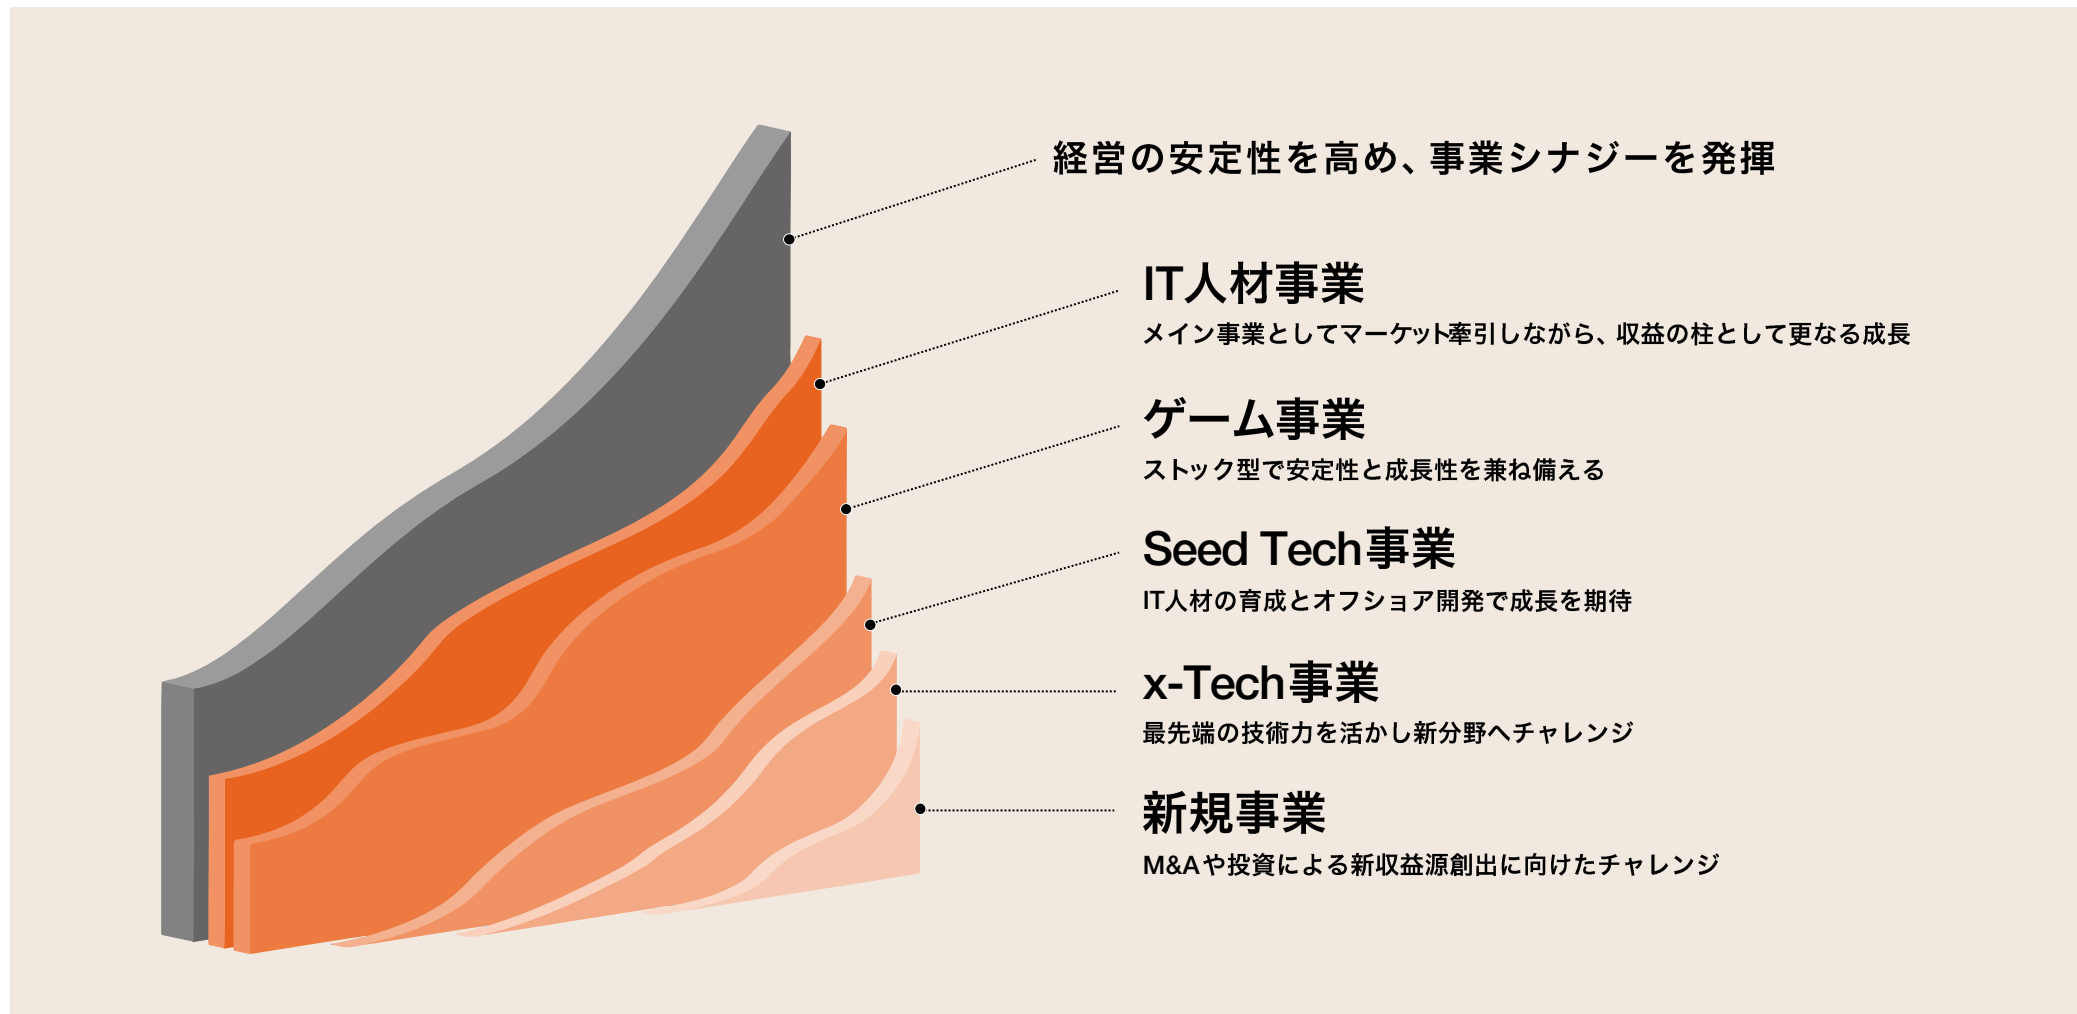 経営の安定性を高め、事業シナジーを発揮
IT人材事業
メイン事業としてマーケット牽引しながら、収益の柱として更なる成長
ゲーム事業
ストック型で安定性と成長性を兼ね備える
Seed Tech事業
IT人材の育成とオフショア開発で成長を期待
x-Tech事業
最先端の技術力を活かし新分野へチャレンジ
新規事業
M&Aや投資による新収益源創出に向けたチャレンジ